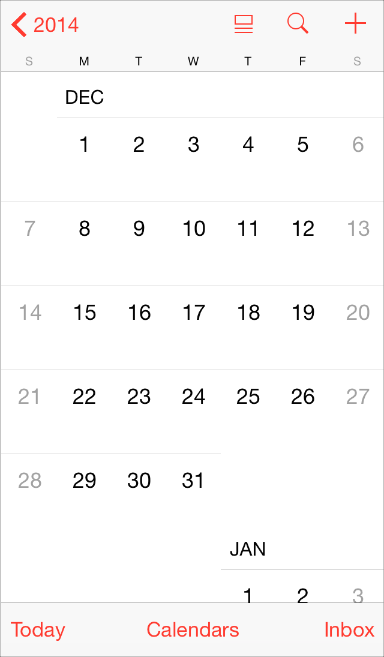 2014
S M T W T F S
DEC
1 2 3 4 5 6
7 8 9 10 11 12 13
14 15 16 17 18 19 20
21 22 23 24 25 26 27
28 29 30 31
JAN
1 2 3
Today Calendars Inbox